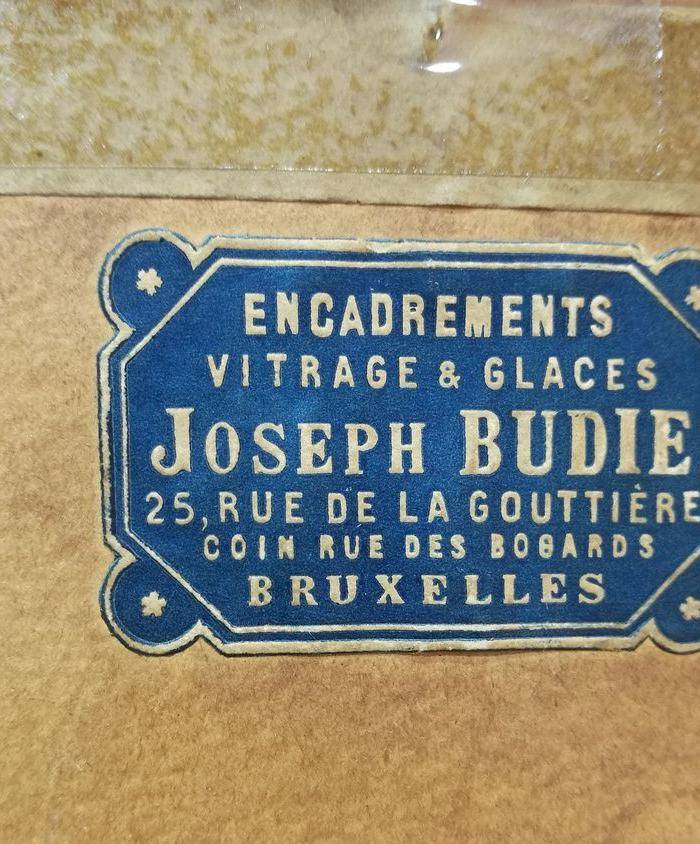 ENCADREMENTS
VITRAGE & GLACES
JOSEPH BUDIE
25, RUE DE LA GOUTTIÈRE
COIN RUE DES BOGARDS
BRUXELLES